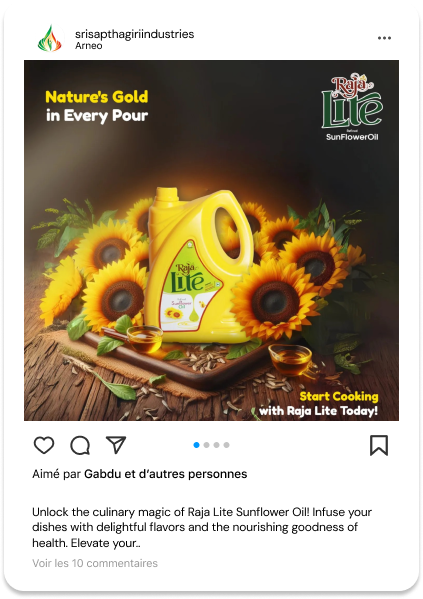 srisapthagiriindustries
Arneo
Nature's Gold
in Every Pour
Raja
Lite
Refined
SunFlowerOil
Raja
Lite
Sunflower
Start Cooking
with Raja Lite Today!
Aimé par Gabdu et d'autres personnes
Unlock the culinary magic of Raja Lite Sunflower Oil! Infuse your
dishes with delightful flavors and the nourishing goodness of
health. Elevate your..
Voir les 10 commentaires